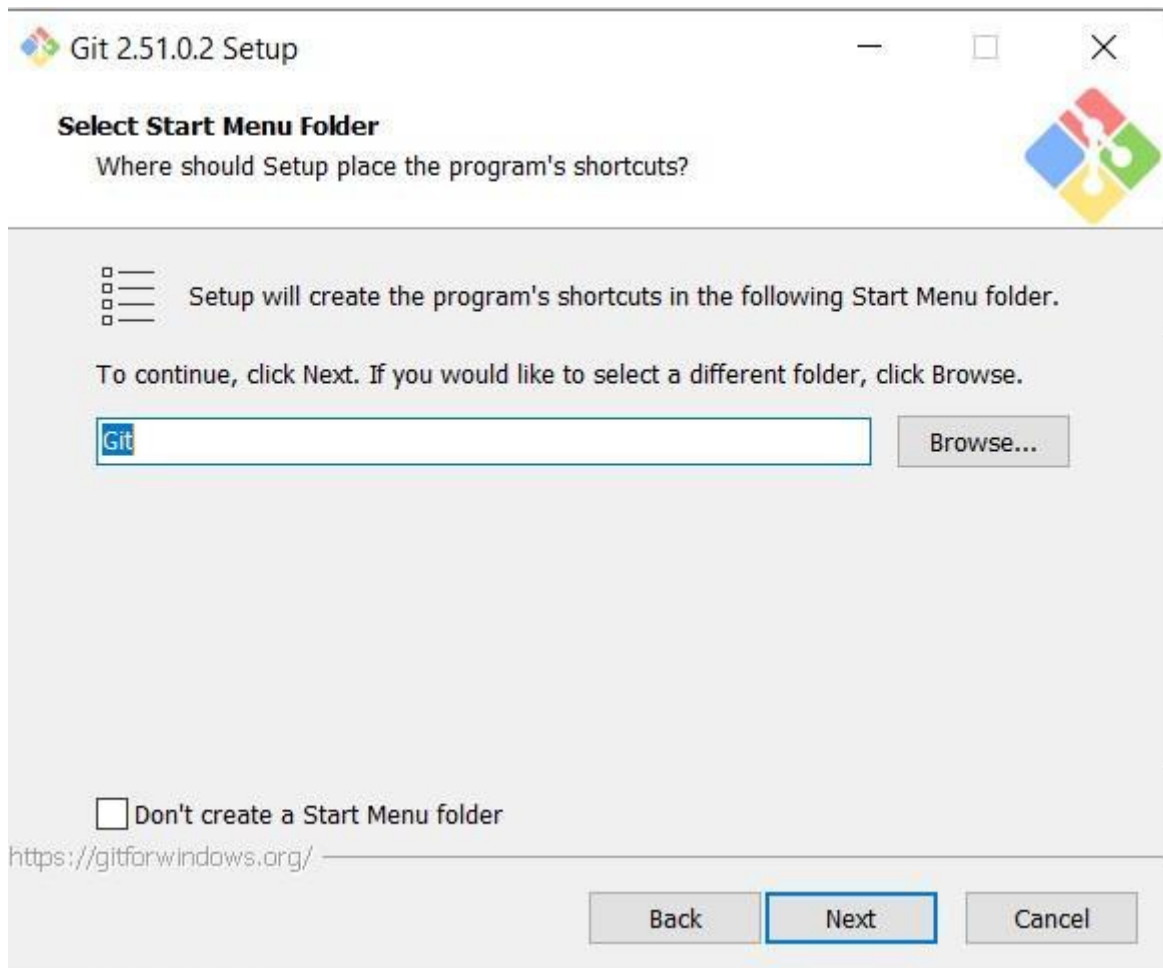 Git 2.51.0.2 Setup
Select Start Menu Folder
Where should Setup place the program's shortcuts?
Setup will create the program's shortcuts in the following Start Menu folder.
To continue, click Next. If you would like to select a different folder, click Browse.
Git
Browse...
Don't create a Start Menu folder
https://gitforwindows.org/
Back
Next
Cancel